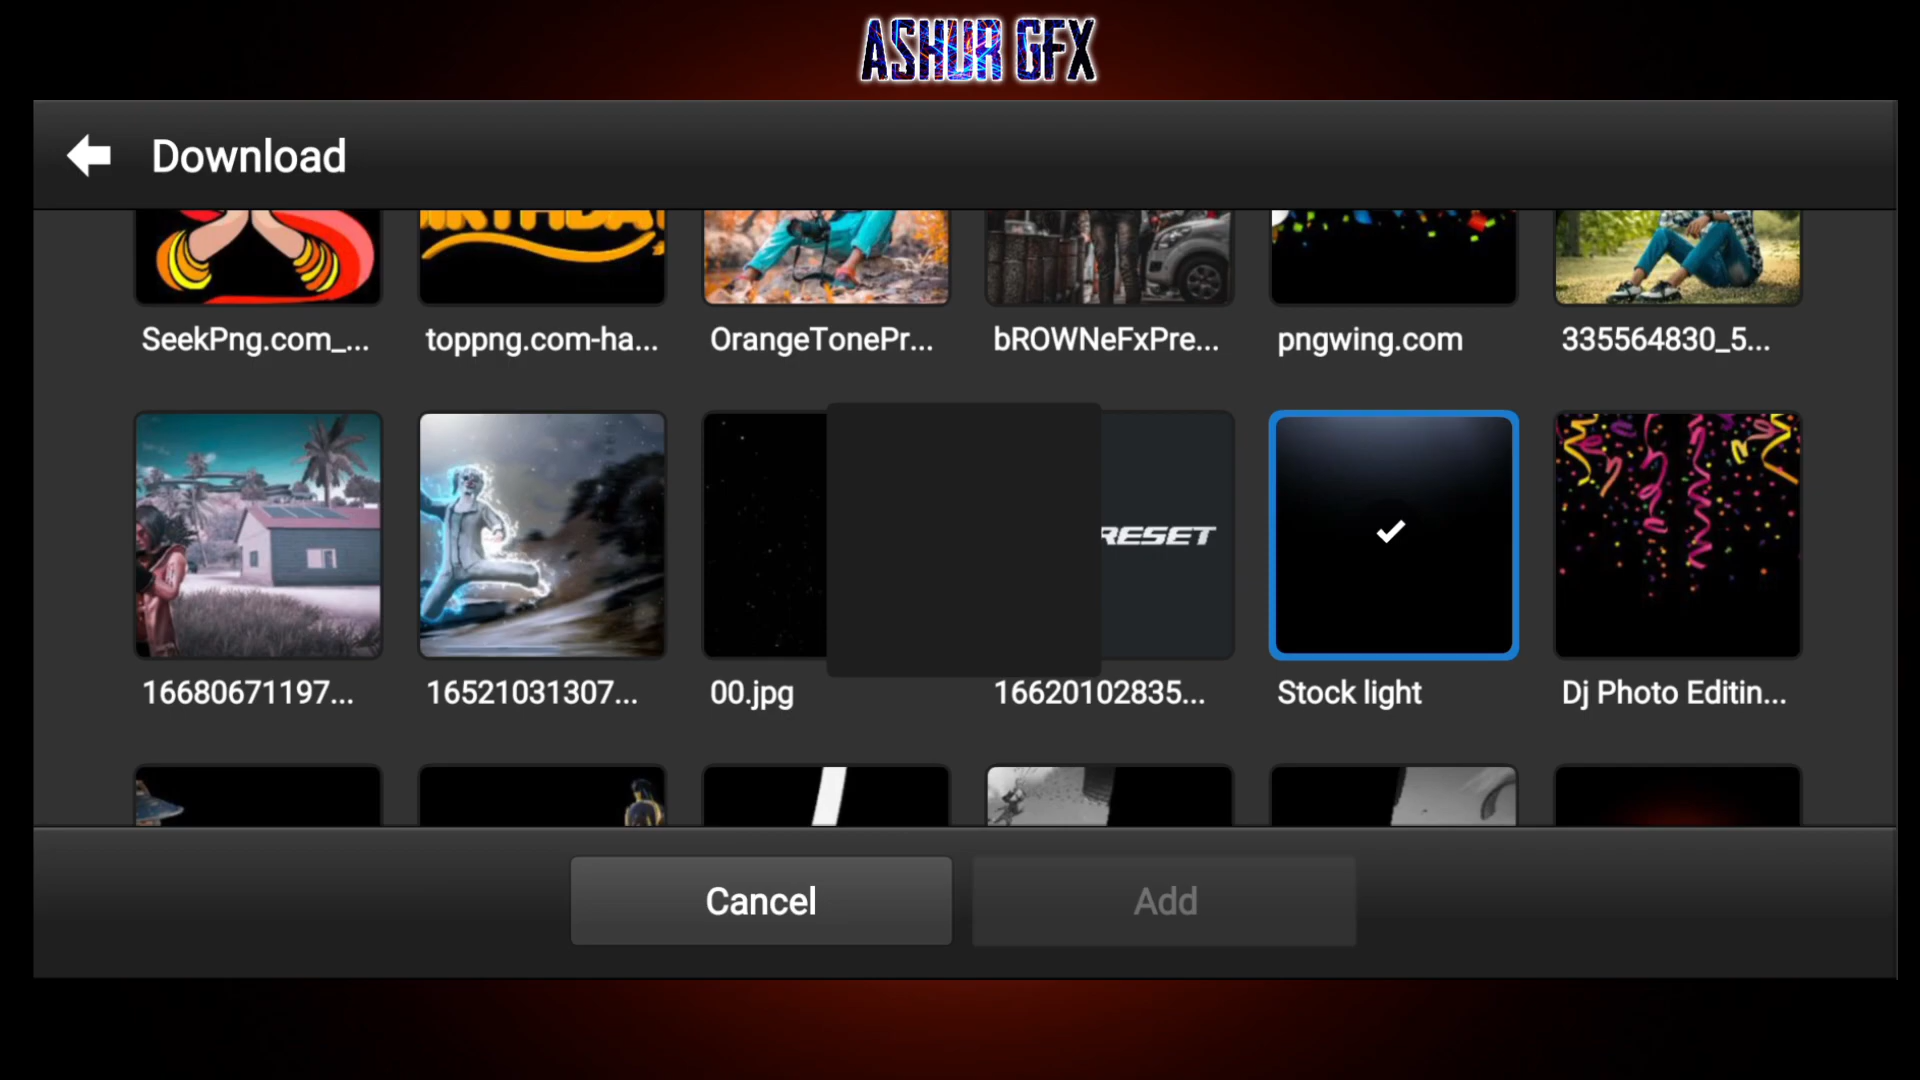 ASHUR GFX
Download
SeekPng.com_...
toppng.com-ha...
OrangeTonePr...
bROWNeFxPre...
pngwing.com
335564830_5...
RESET
16680671197...
16521031307...
00.jpg
16620102835...
Stock light
Dj Photo Editin...
Cancel
Add